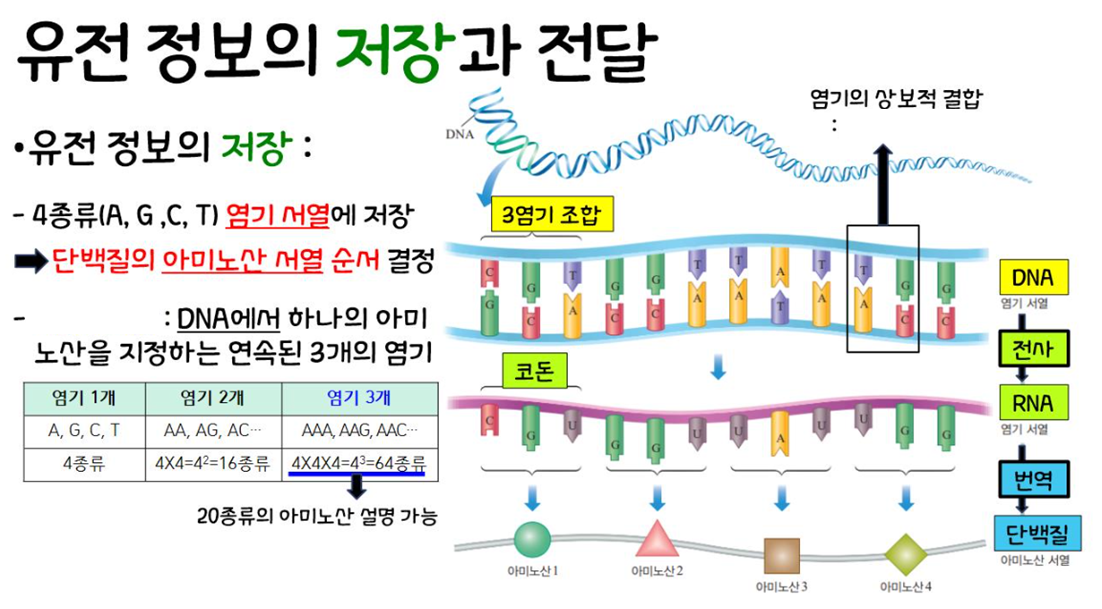 유전 정보의 저장과 전달
•유전 정보의 저장 :
- 4종류(A, G ,C, T) 염기 서열에 저장
단백질의 아미노산 서열 순서 결정
- : DNA에서 하나의 아미
노산을 지정하는 연속된 3개의 염기
염기 1개 염기 2개 염기 3개
A, G, C, T AA, AG, AC… AAA, AAG, AAC…
4종류 4X4=4²=16종류 4X4X4=4³=64종류
20종류의 아미노산 설명 가능
염기의 상보적 결합
:
DNA
3염기 조합
C G T G G T T A T T G G
G C A C C A A T A A C C
코돈
C G U G G U U A U U G G
아미노산 1 아미노산 2 아미노산 3 아미노산 4
DNA
염기 서열
전사
RNA
염기 서열
번역
단백질
아미노산 서열